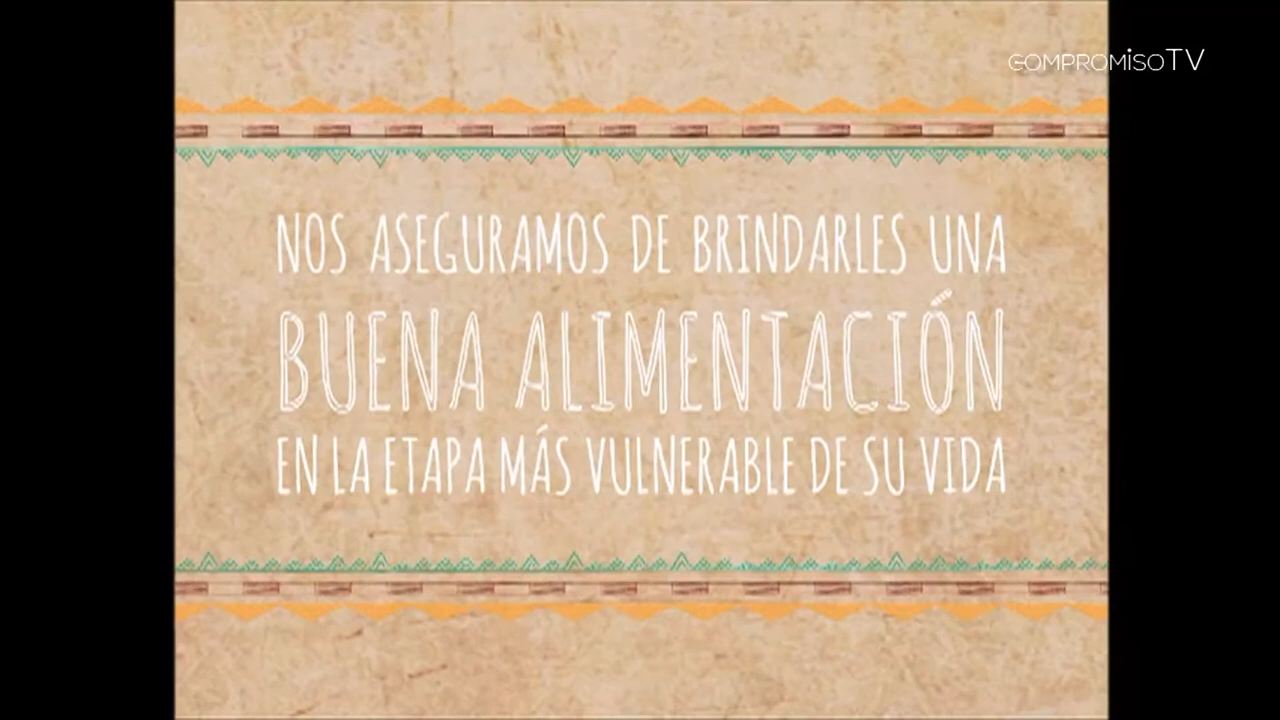 COMPROMISOTV
NOS ASEGURAMOS DE BRINDARLES UNA
BUENA ALIMENTACIÓN
EN LA ETAPA MÁS VULNERABLE DE SU VIDA